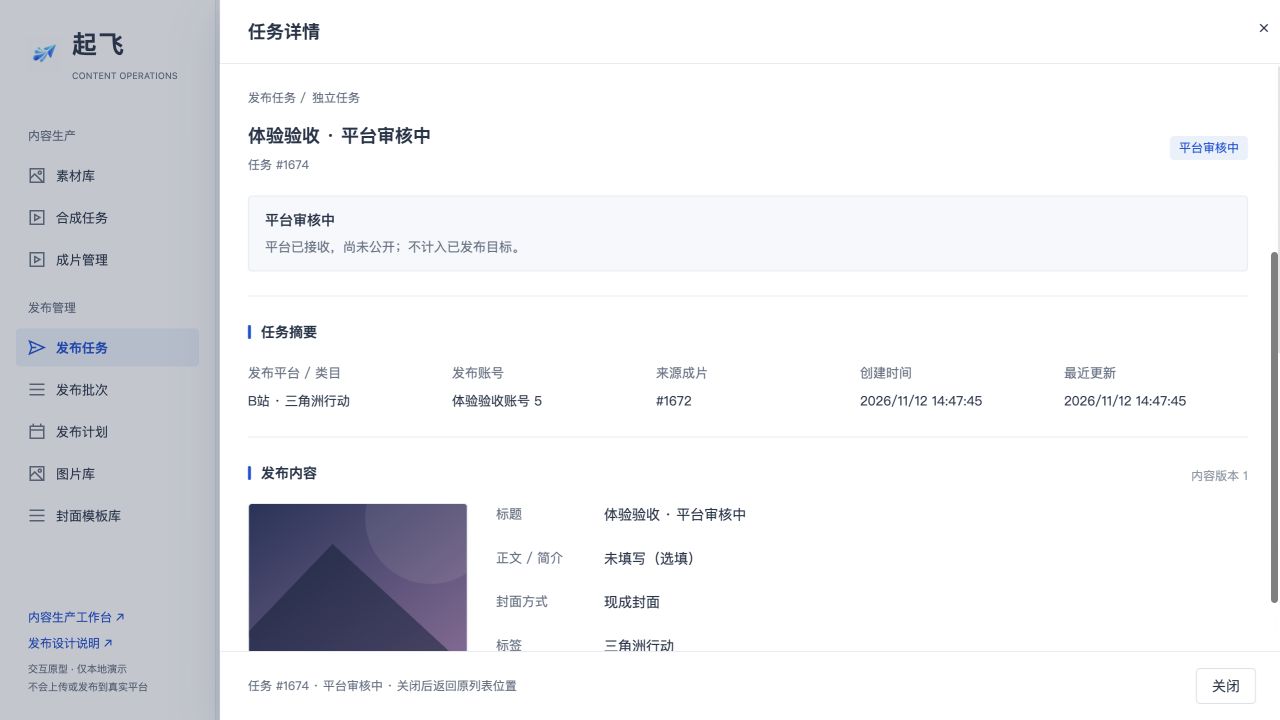 起飞
CONTENT OPERATIONS
内容生产
素材库
合成任务
成片管理
发布管理
发布任务
发布批次
发布计划
图片库
封面模板库
内容生产工作台 ↗
发布设计说明 ↗
交互原型 · 仅本地演示
不会上传或发布到真实平台
任务详情
×
发布任务 / 独立任务
体验验收 · 平台审核中
任务 #1674
平台审核中
平台审核中
平台已接收，尚未公开；不计入已发布目标。
任务摘要
发布平台 / 类目
发布账号
来源成片
创建时间
最近更新
B站 · 三角洲行动
体验验收账号 5
#1672
2026/11/12 14:47:45
2026/11/12 14:47:45
发布内容
内容版本 1
标题
体验验收 · 平台审核中
正文 / 简介
未填写（选填）
封面方式
现成封面
标签
三角洲行动
任务 #1674 · 平台审核中 · 关闭后返回原列表位置
关闭